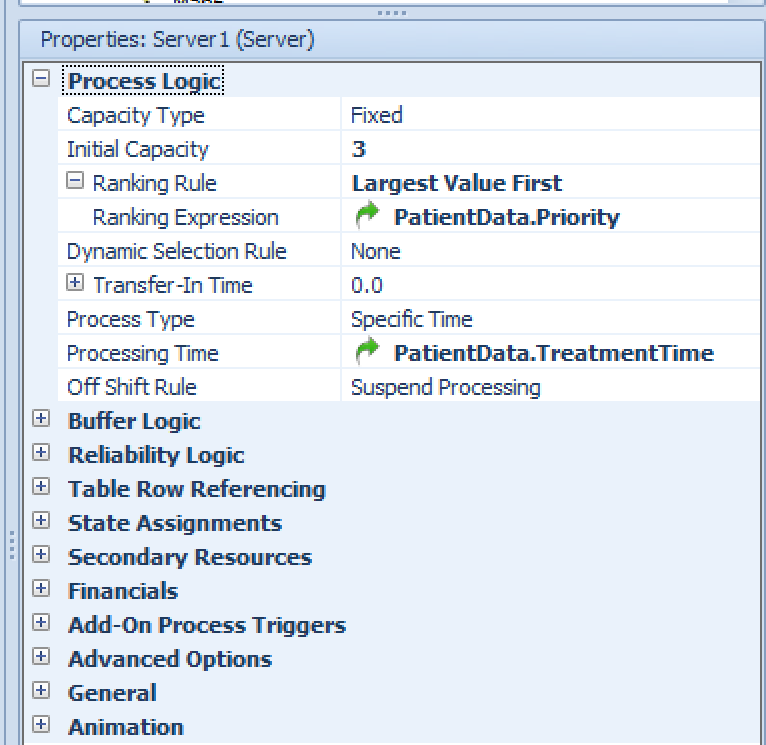 Properties: Server1 (Server)
Process Logic
Capacity Type Fixed
Initial Capacity 3
Ranking Rule Largest Value First
Ranking Expression PatientData.Priority
Dynamic Selection Rule None
Transfer-In Time 0.0
Process Type Specific Time
Processing Time PatientData.TreatmentTime
Off Shift Rule Suspend Processing
Buffer Logic
Reliability Logic
Table Row Referencing
State Assignments
Secondary Resources
Financials
Add-On Process Triggers
Advanced Options
General
Animation